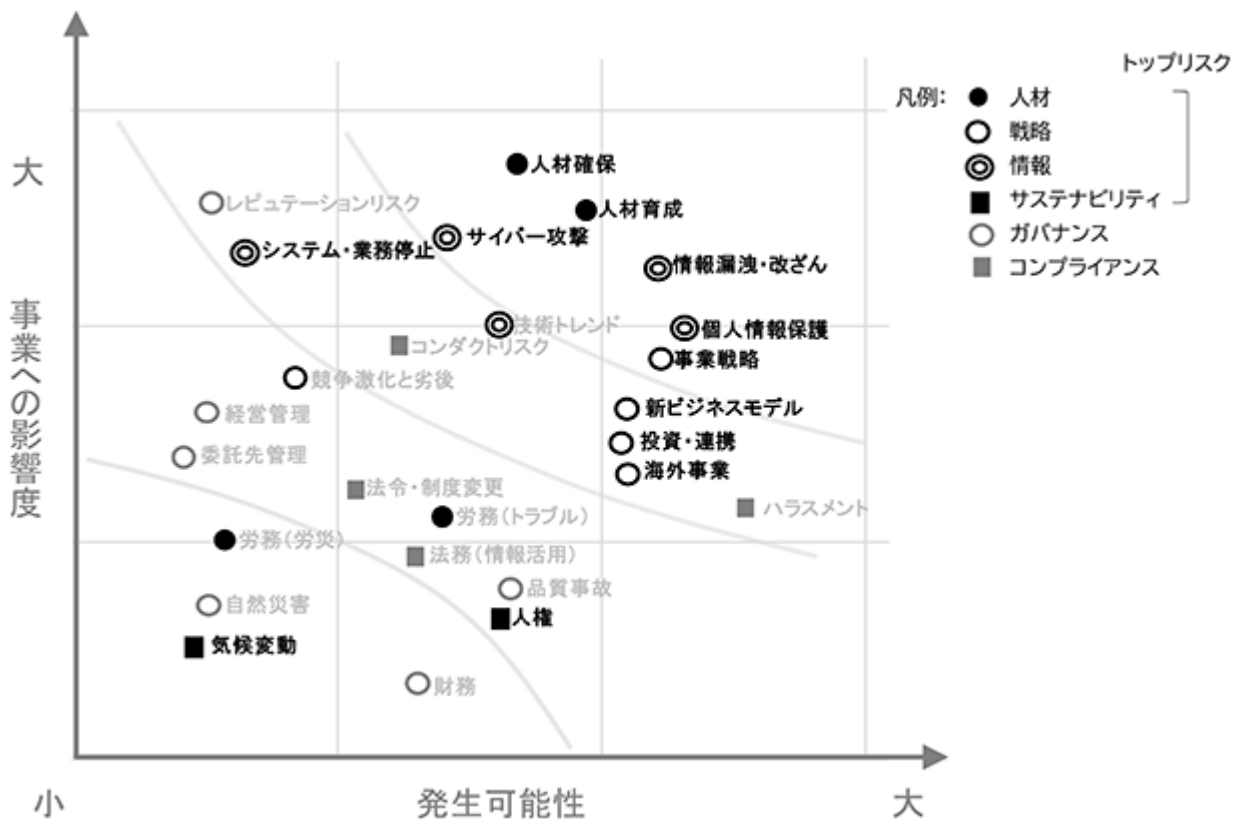 トップリスク
凡例:
人材
戦略
情報
サステナビリティ
ガバナンス
コンプライアンス
大
事業への影響度
人材確保
レピュテーションリスク
人材育成
サイバー攻撃
システム・業務停止
情報漏洩・改ざん
技術トレンド
個人情報保護
コンダクトリスク
事業戦略
競争激化と劣後
新ビジネスモデル
経営管理
投資・連携
委託先管理
海外事業
法令・制度変更
ハラスメント
労務(トラブル)
労務(労災)
法務(情報活用)
品質事故
自然災害
人権
気候変動
財務
小
発生可能性
大